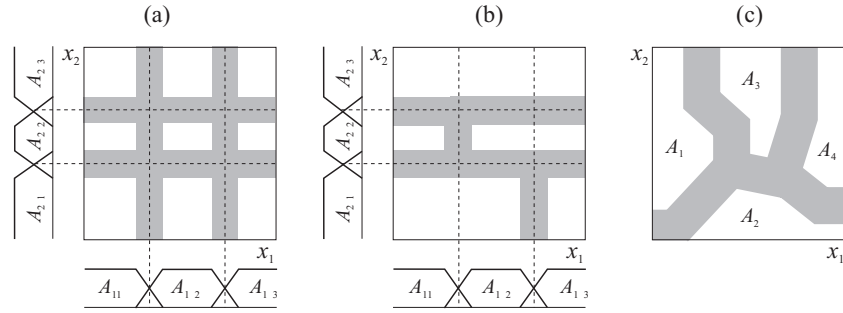 (a) (b) (c)
x₂ x₂ x₂
A₂₃ A₂₃
A₂₂ A₂₂
A₂₁ A₂₁
A₃
A₁ A₄
A₂
x₁ x₁ x₁
A₁₁ A₁₂ A₁₃ A₁₁ A₁₂ A₁₃